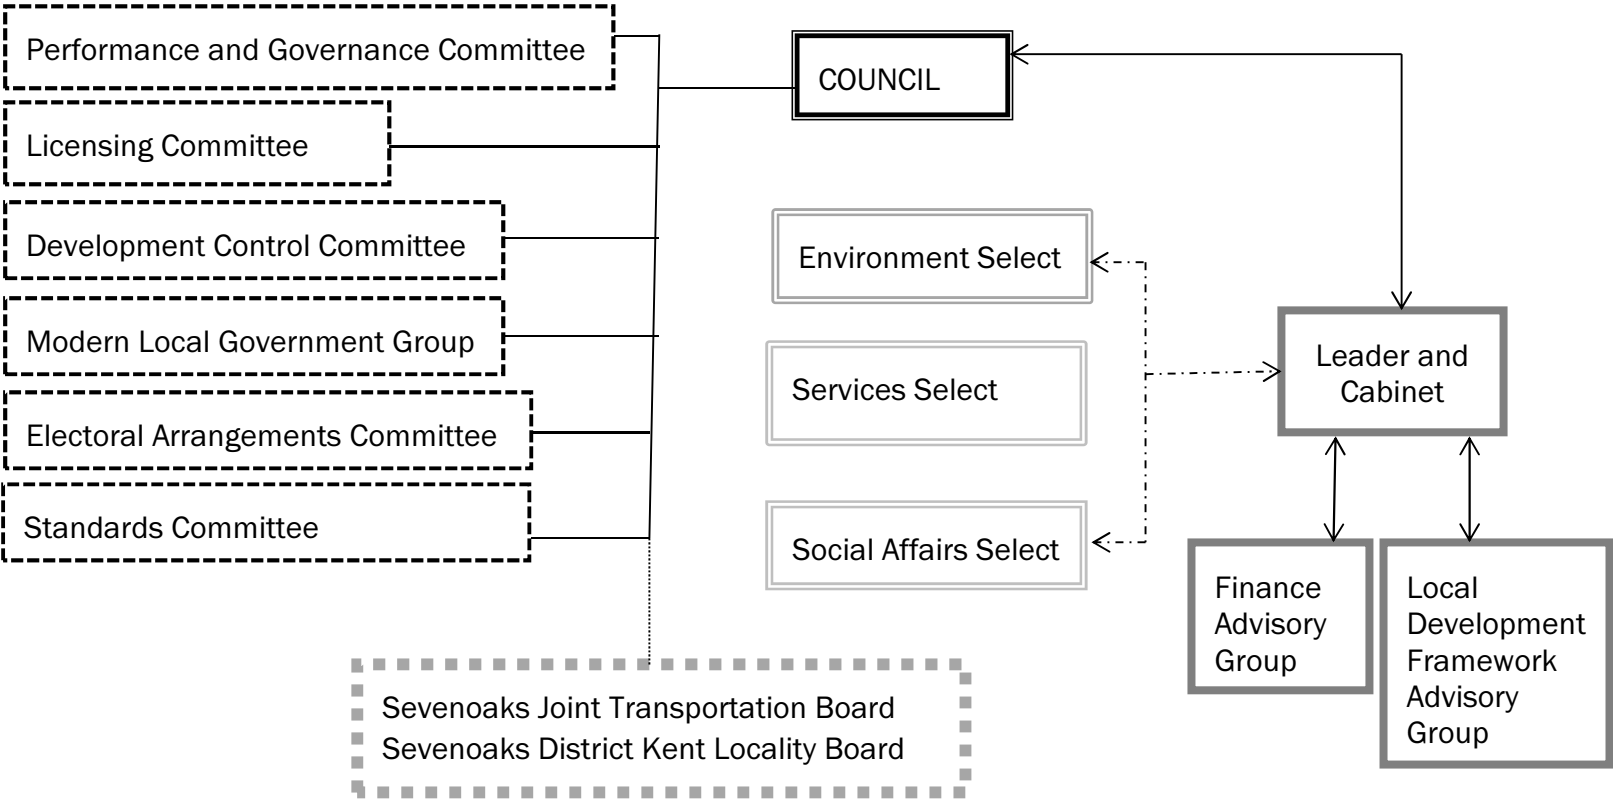 Performance and Governance Committee
COUNCIL
Licensing Committee
Development Control Committee
Environment Select
Modern Local Government Group
Leader and
Cabinet
Services Select
Electoral Arrangements Committee
Standards Committee
Social Affairs Select
Finance
Advisory
Group
Local
Development
Framework
Advisory
Group
Sevenoaks Joint Transportation Board
Sevenoaks District Kent Locality Board